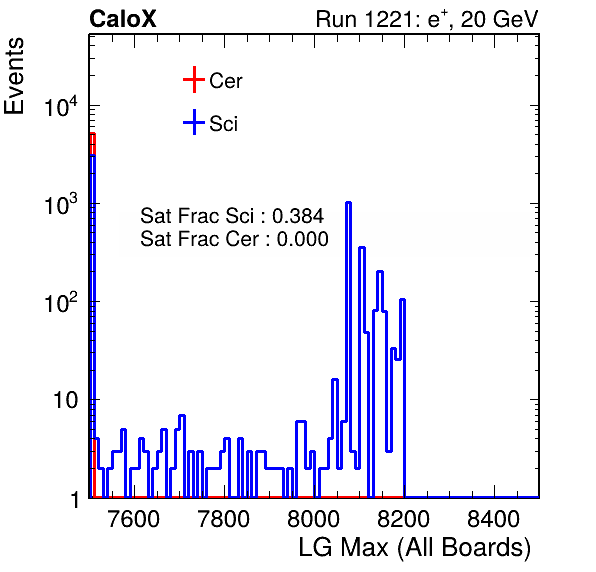 CaloX Run 1221: e⁺, 20 GeV
Events
Cer
Sci
10⁴
10³
Sat Frac Sci : 0.384
Sat Frac Cer : 0.000
10²
10
1
7600 7800 8000 8200 8400
LG Max (All Boards)